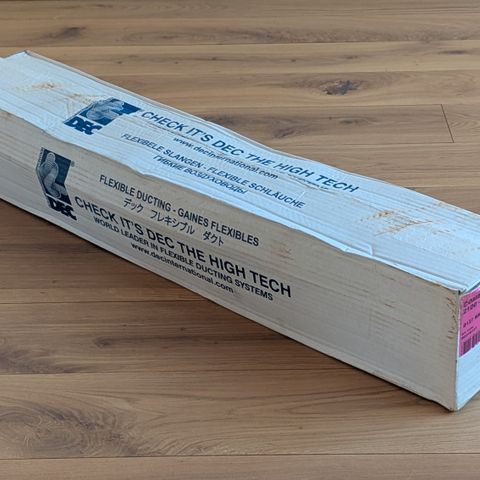 DEC
CHECK IT'S DEC THE HIGH TECH
www.decinternational.com
FLEXIBELE SLANGEN - FLEXIBLE SCHLÄUCHE
ГИБКИЕ ВОЗДУХОВОДЫ
DEC
FLEXIBLE DUCTING - GAINES FLEXIBLES
デック フレキシブル ダクト
CHECK IT'S DEC THE HIGH TECH
WORLD LEADER IN FLEXIBLE DUCTING SYSTEMS
www.decinternational.com